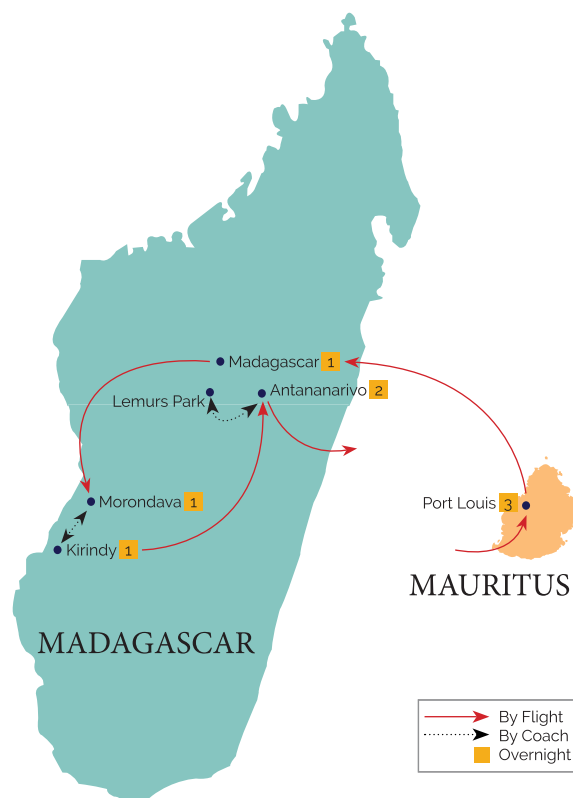 Madagascar 1
Antananarivo 2
Lemurs Park
Morondava 1
Port Louis 3
Kirindy 1
MAURITUS
MADAGASCAR
By Flight
By Coach
Overnight